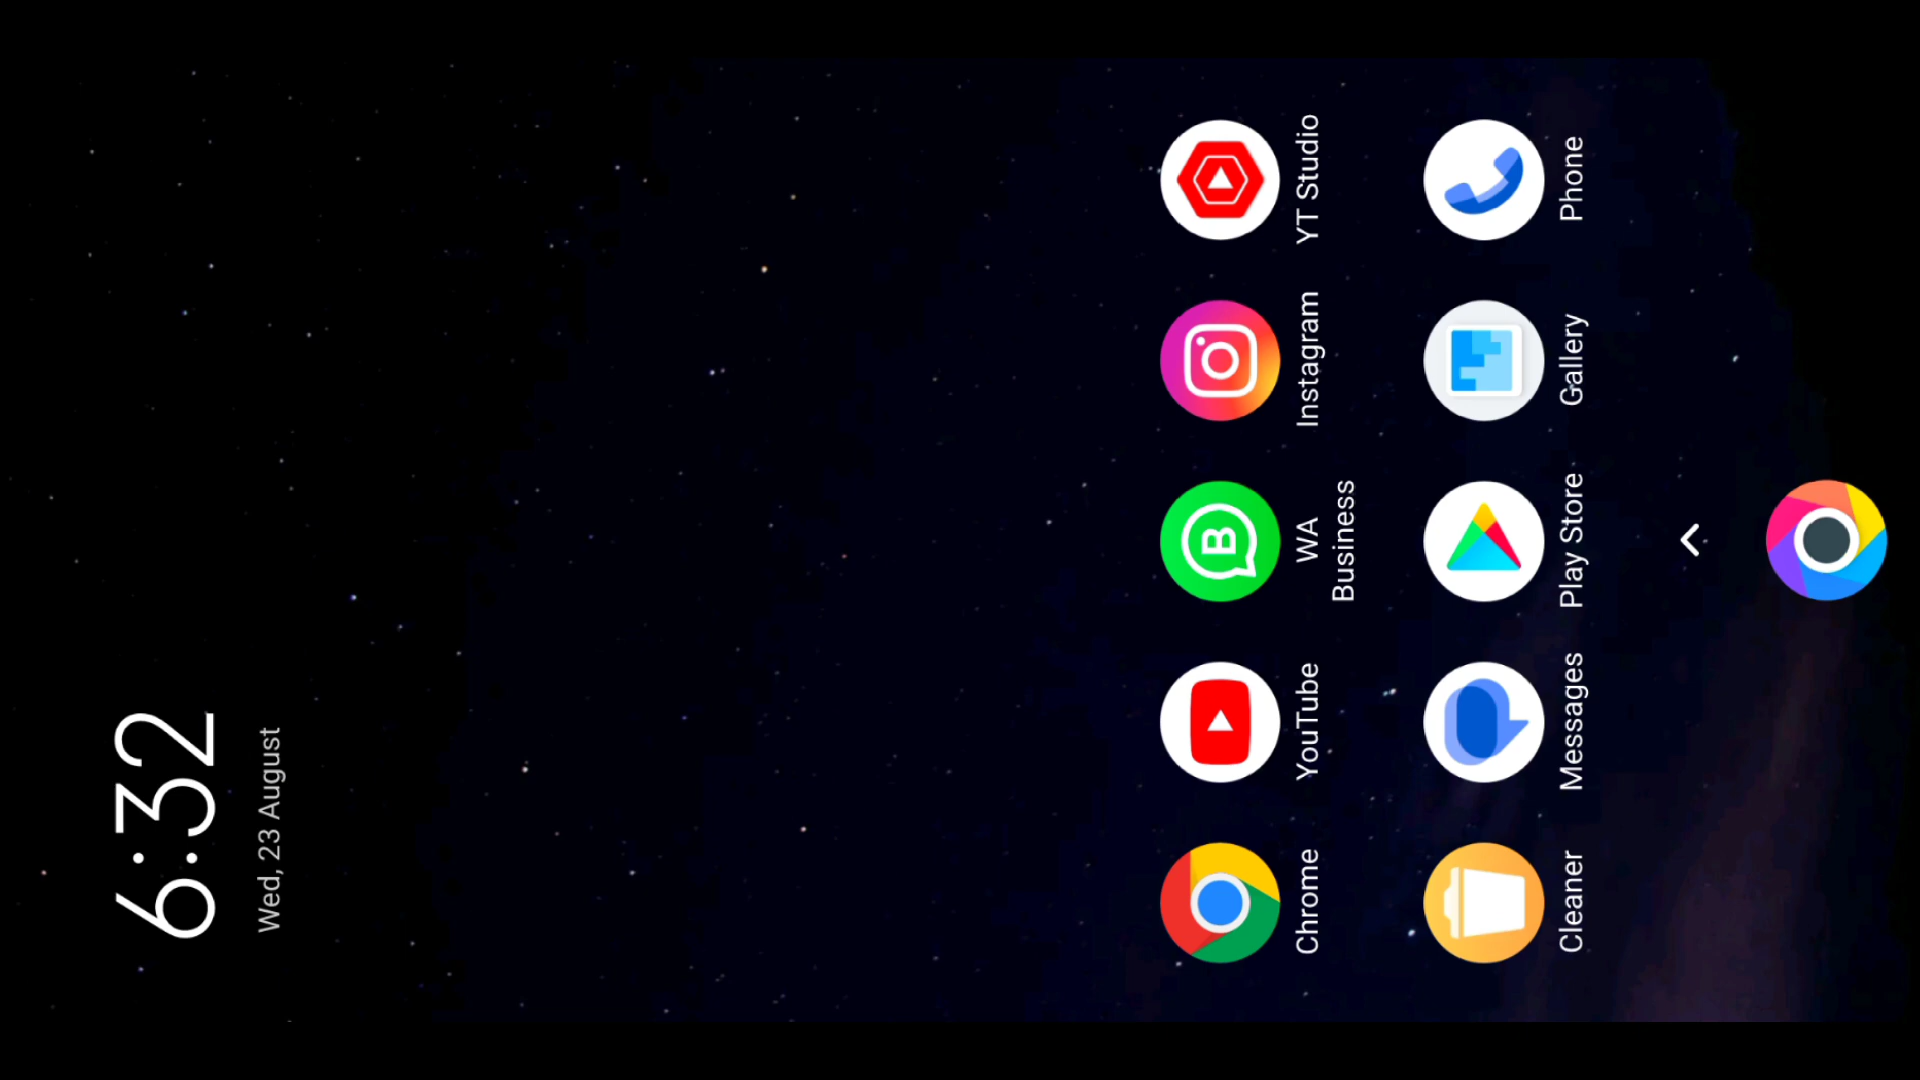 6:32
Wed, 23 August
Chrome
YouTube
WA
Business
Instagram
YT Studio
Cleaner
Messages
Play Store
Gallery
Phone